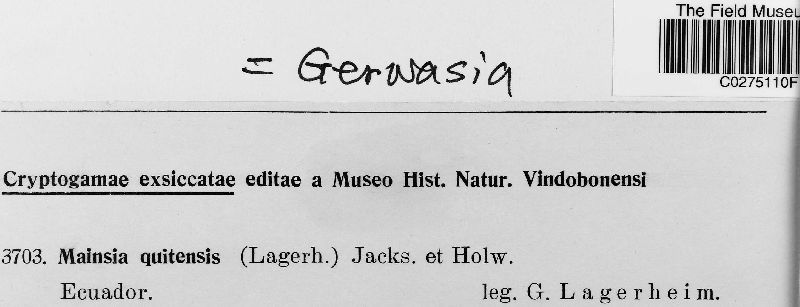 The Field Museu
C0275110F
= Gerwasia
Cryptogamae exsiccatae editae a Museo Hist. Natur. Vindobonensi
3703. Mainsia quitensis (Lagerh.) Jacks. et Holw.
Ecuador. leg. G. Lagerheim.